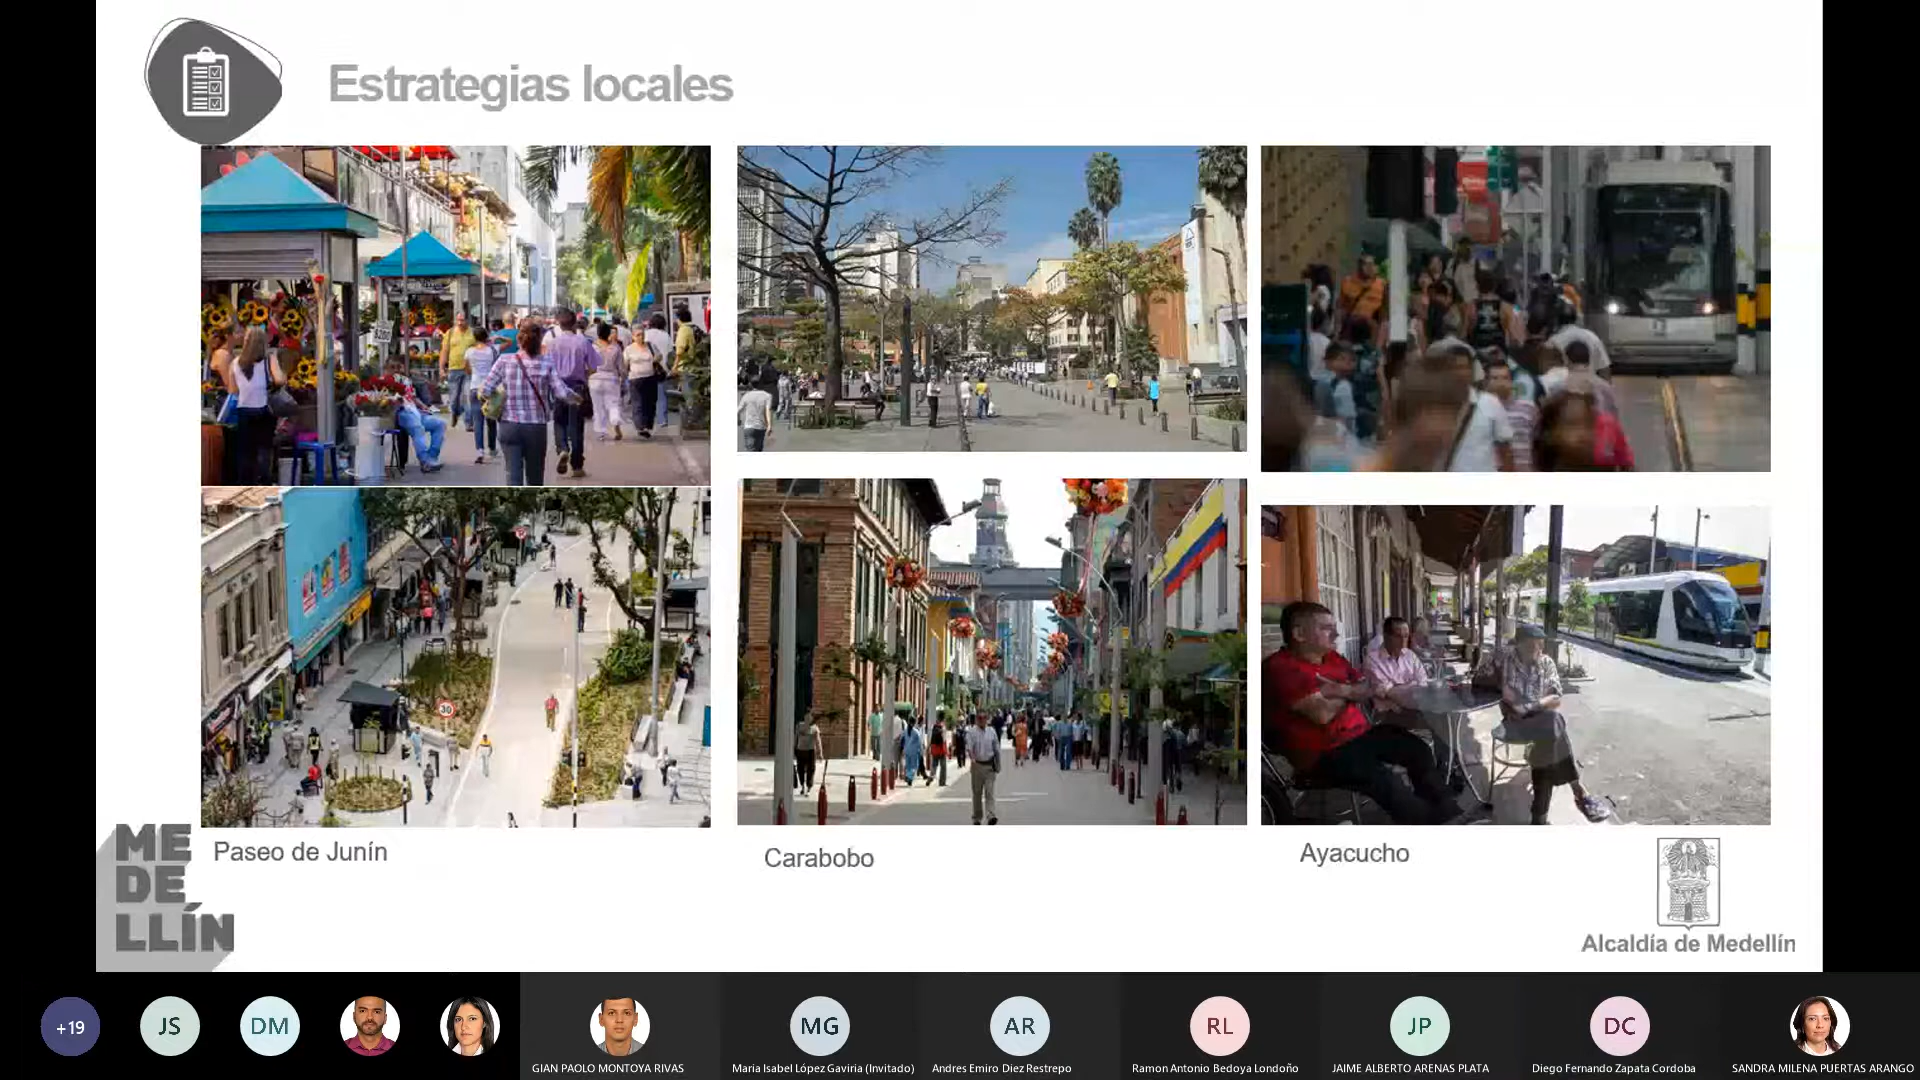 Estrategias locales
30
Paseo de Junín
Carabobo
Ayacucho
ME
DE
LLÍN
Alcaldía de Medellín
+19
JS
DM
MG
AR
RL
JP
DC
GIAN PAOLO MONTOYA RIVAS
Maria Isabel López Gaviria (Invitado)
Andres Emiro Diez Restrepo
Ramon Antonio Bedoya Londoño
JAIME ALBERTO ARENAS PLATA
Diego Fernando Zapata Cordoba
SANDRA MILENA PUERTAS ARANGO